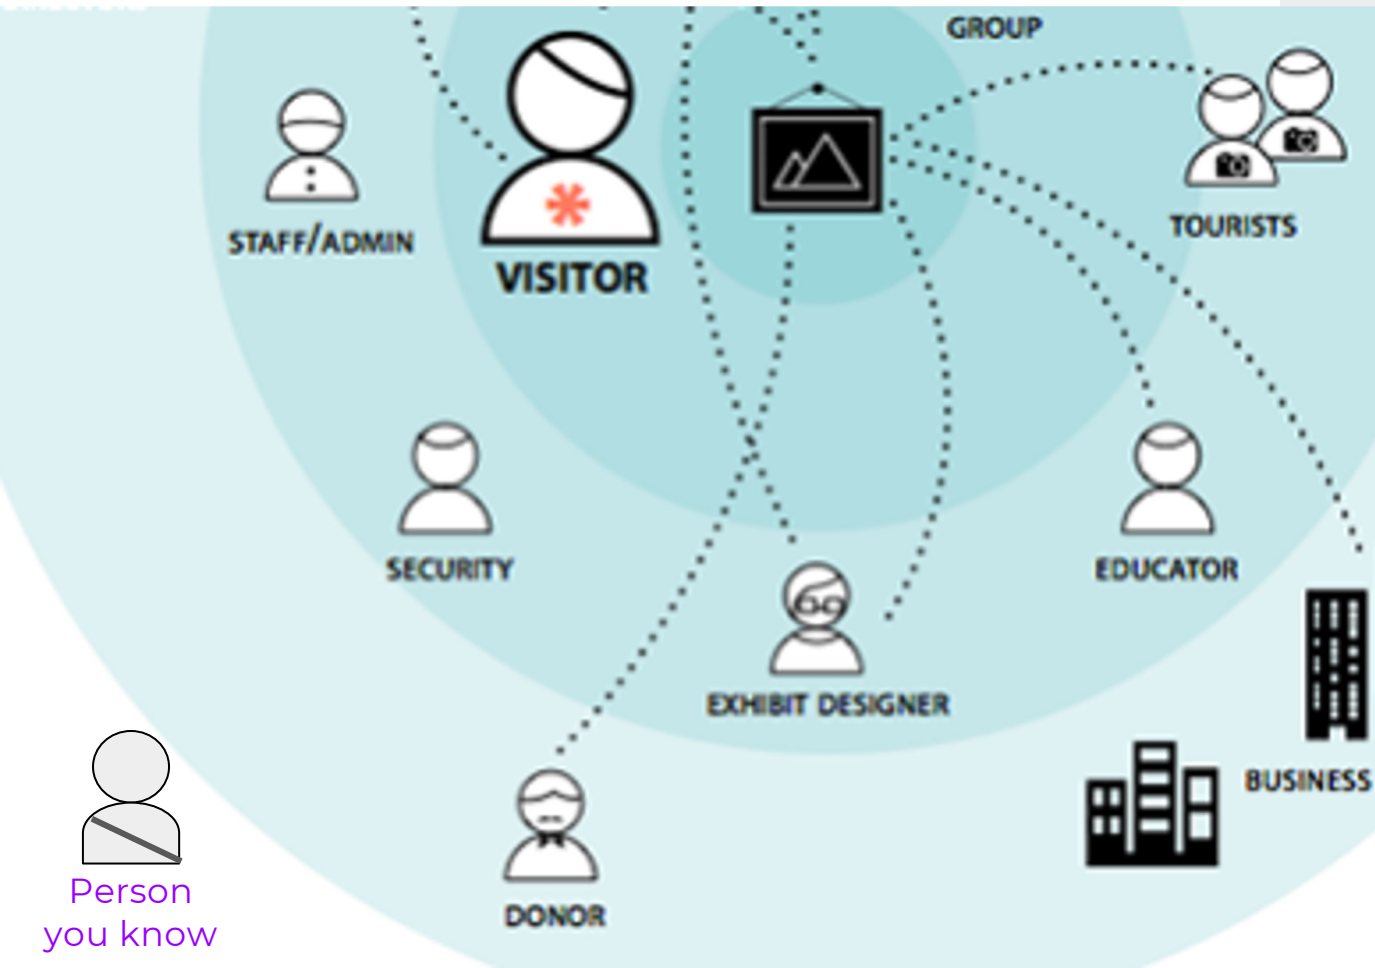 GROUP
STAFF/ADMIN
VISITOR
TOURISTS
SECURITY
EDUCATOR
EXHIBIT DESIGNER
BUSINESS
DONOR
Person
you know